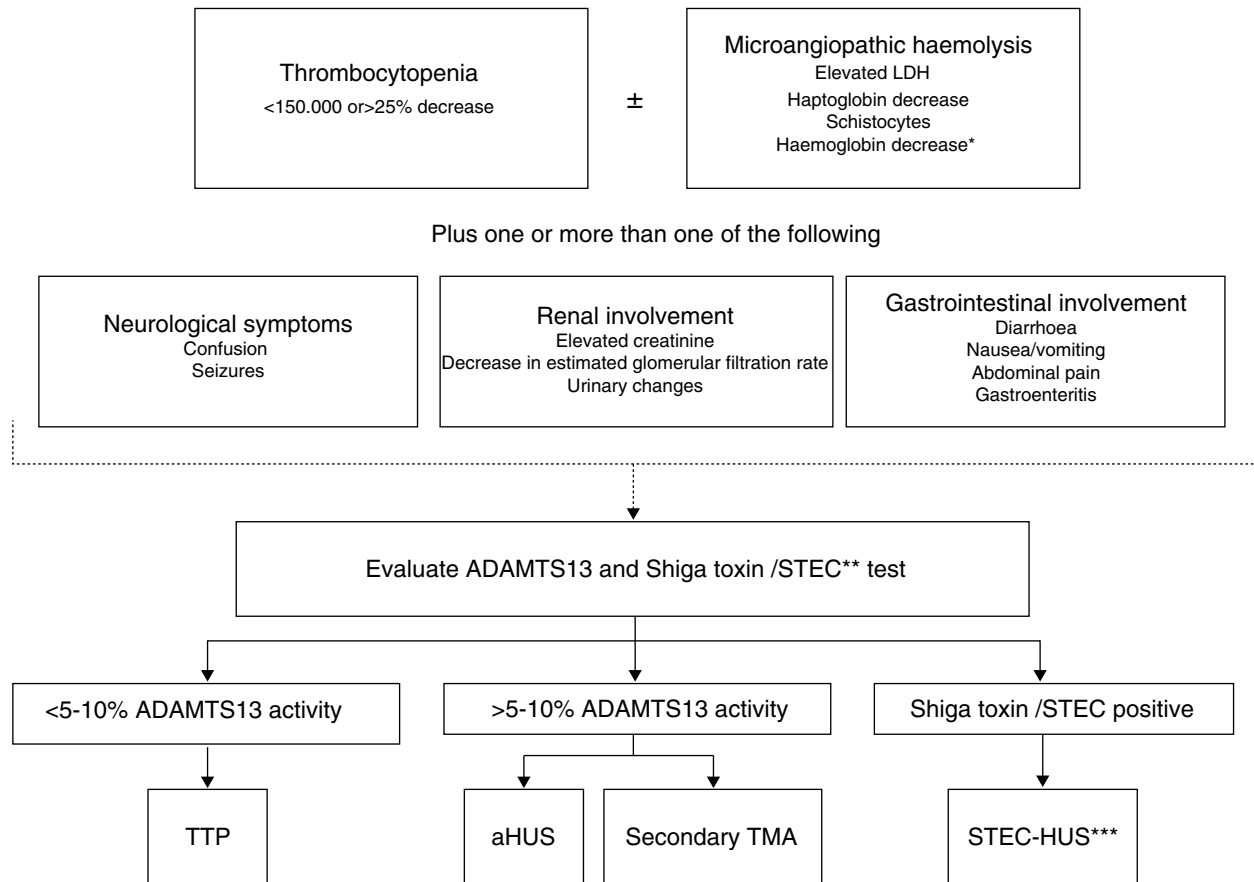 Thrombocytopenia
<150.000 or>25% decrease
±
Microangiopathic haemolysis
Elevated LDH
Haptoglobin decrease
Schistocytes
Haemoglobin decrease*
Plus one or more than one of the following
Neurological symptoms
Confusion
Seizures
Renal involvement
Elevated creatinine
Decrease in estimated glomerular filtration rate
Urinary changes
Gastrointestinal involvement
Diarrhoea
Nausea/vomiting
Abdominal pain
Gastroenteritis
Evaluate ADAMTS13 and Shiga toxin /STEC** test
<5-10% ADAMTS13 activity
>5-10% ADAMTS13 activity
Shiga toxin /STEC positive
TTP
aHUS
Secondary TMA
STEC-HUS***